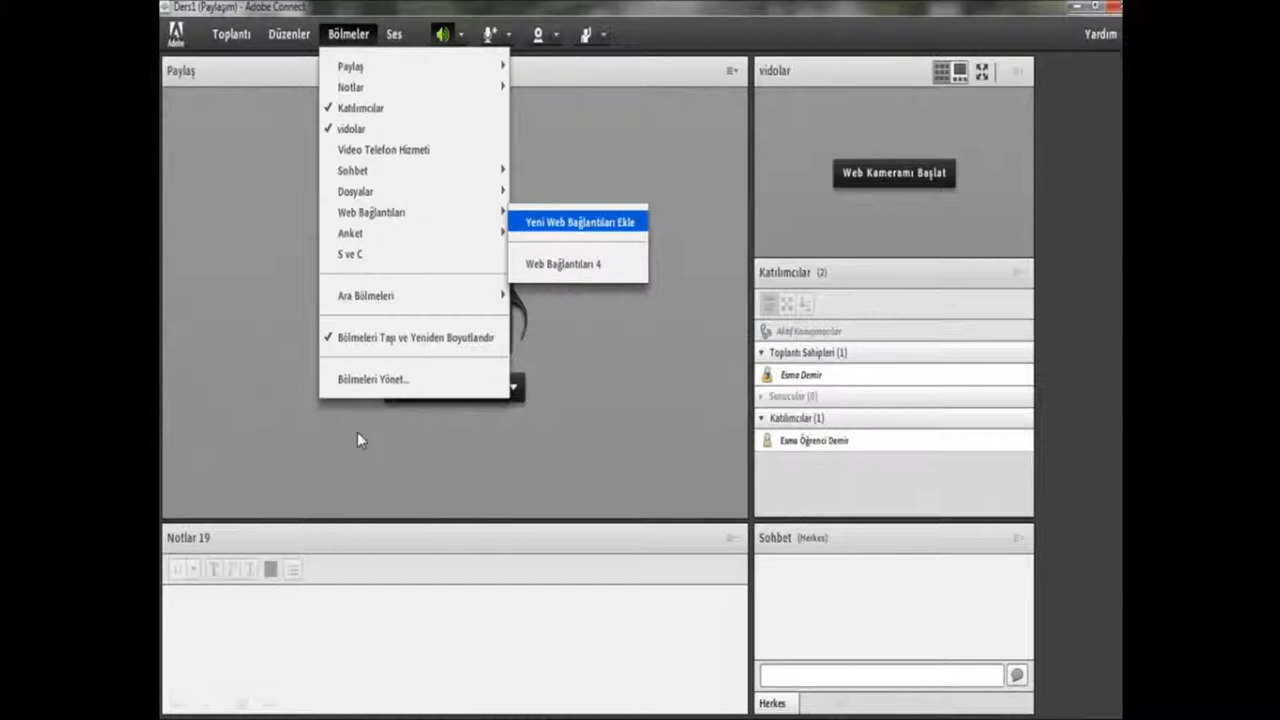 Ders1 (Paylaşım) - Adobe Connect
Adobe
Toplantı
Düzenler
Bölmeler
Ses
Yardım
Paylaş
Paylaş
Notlar
Katılımcılar
vidolar
Video Telefon Hizmeti
Sohbet
Dosyalar
Web Bağlantıları
Anket
S ve C
Ara Bölmeleri
Bölmeleri Taşı ve Yeniden Boyutlandır
Bölmeleri Yönet...
Yeni Web Bağlantıları Ekle
Web Bağlantıları 4
vidolar
Web Kameramı Başlat
Katılımcılar (2)
Aktif Konuşmacılar
Toplantı Sahipleri (1)
Esma Demir
Sunucular (0)
Katılımcılar (1)
Esma Öğrenci Demir
Notlar 19
Sohbet (Herkes)
Herkes